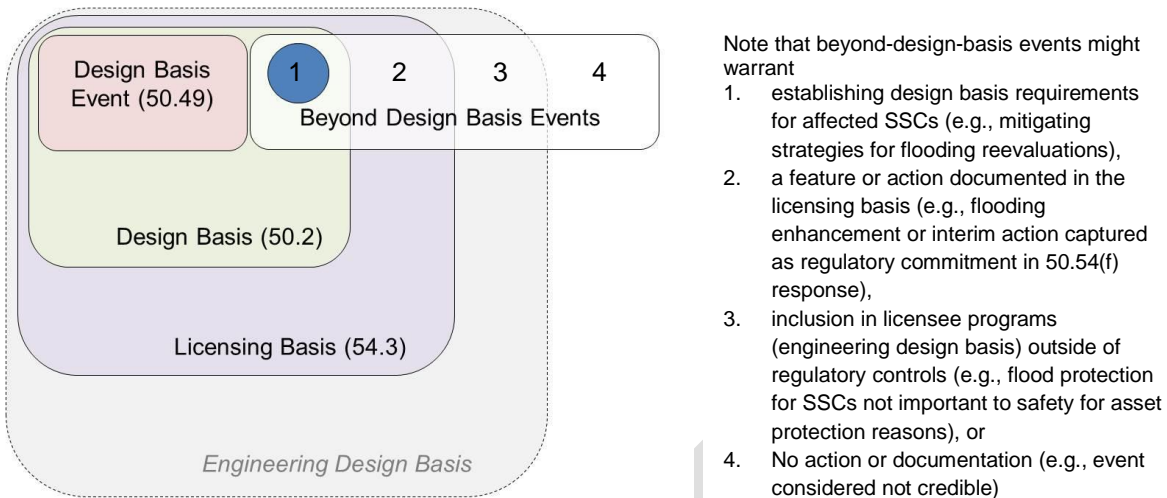 Design Basis
Event (50.49)
1 2 3 4
Beyond Design Basis Events
Design Basis (50.2)
Licensing Basis (54.3)
Engineering Design Basis
Note that beyond-design-basis events might
warrant
1. establishing design basis requirements
for affected SSCs (e.g., mitigating
strategies for flooding reevaluations),
2. a feature or action documented in the
licensing basis (e.g., flooding
enhancement or interim action captured
as regulatory commitment in 50.54(f)
response),
3. inclusion in licensee programs
(engineering design basis) outside of
regulatory controls (e.g., flood protection
for SSCs not important to safety for asset
protection reasons), or
4. No action or documentation (e.g., event
considered not credible)